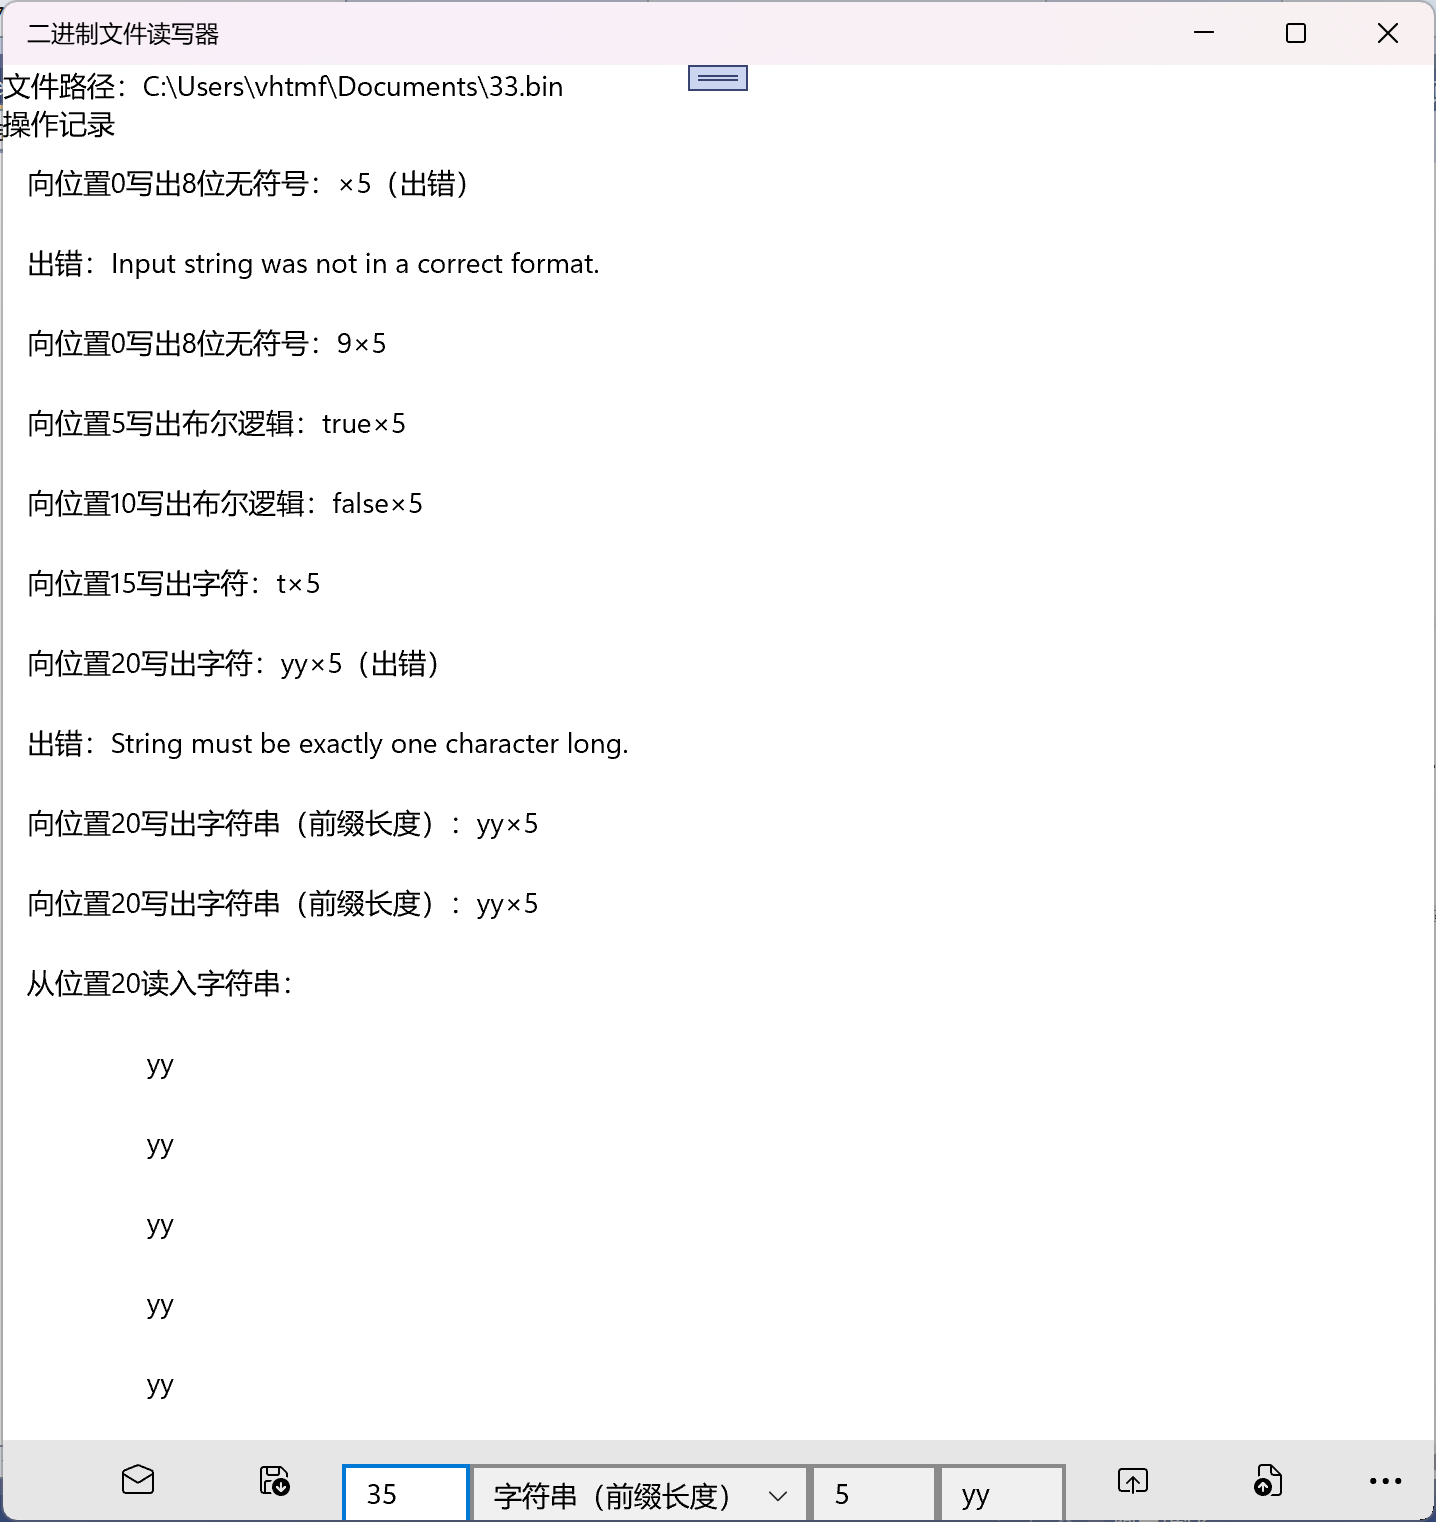 二进制文件读写器
文件路径：C:\Users\vhtmf\Documents\33.bin
操作记录
向位置0写出8位无符号：×5（出错）
出错：Input string was not in a correct format.
向位置0写出8位无符号：9×5
向位置5写出布尔逻辑：true×5
向位置10写出布尔逻辑：false×5
向位置15写出字符：t×5
向位置20写出字符：yy×5（出错）
出错：String must be exactly one character long.
向位置20写出字符串（前缀长度）：yy×5
向位置20写出字符串（前缀长度）：yy×5
从位置20读入字符串：
yy
yy
yy
yy
yy
35 字符串（前缀长度） 5 yy